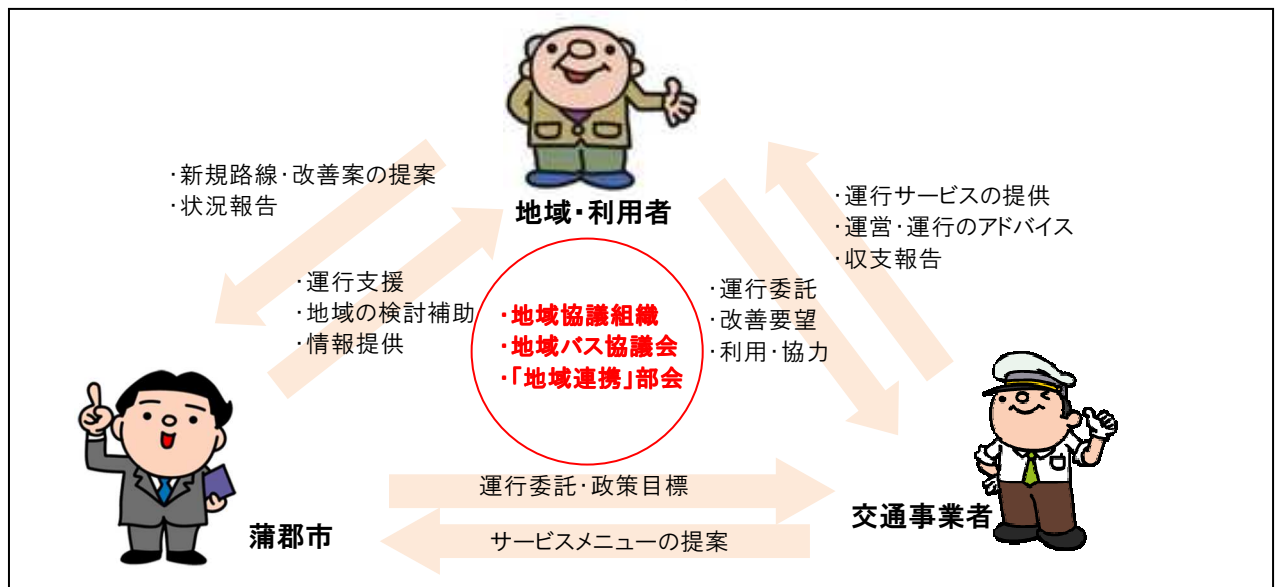 地域・利用者
・新規路線・改善案の提案
・状況報告
・運行支援
・地域の検討補助
・情報提供
・地域協議組織
・地域バス協議会
・「地域連携」部会
・運行委託
・改善要望
・利用・協力
・運行サービスの提供
・運営・運行のアドバイス
・収支報告
蒲郡市
運行委託・政策目標
サービスメニューの提案
交通事業者